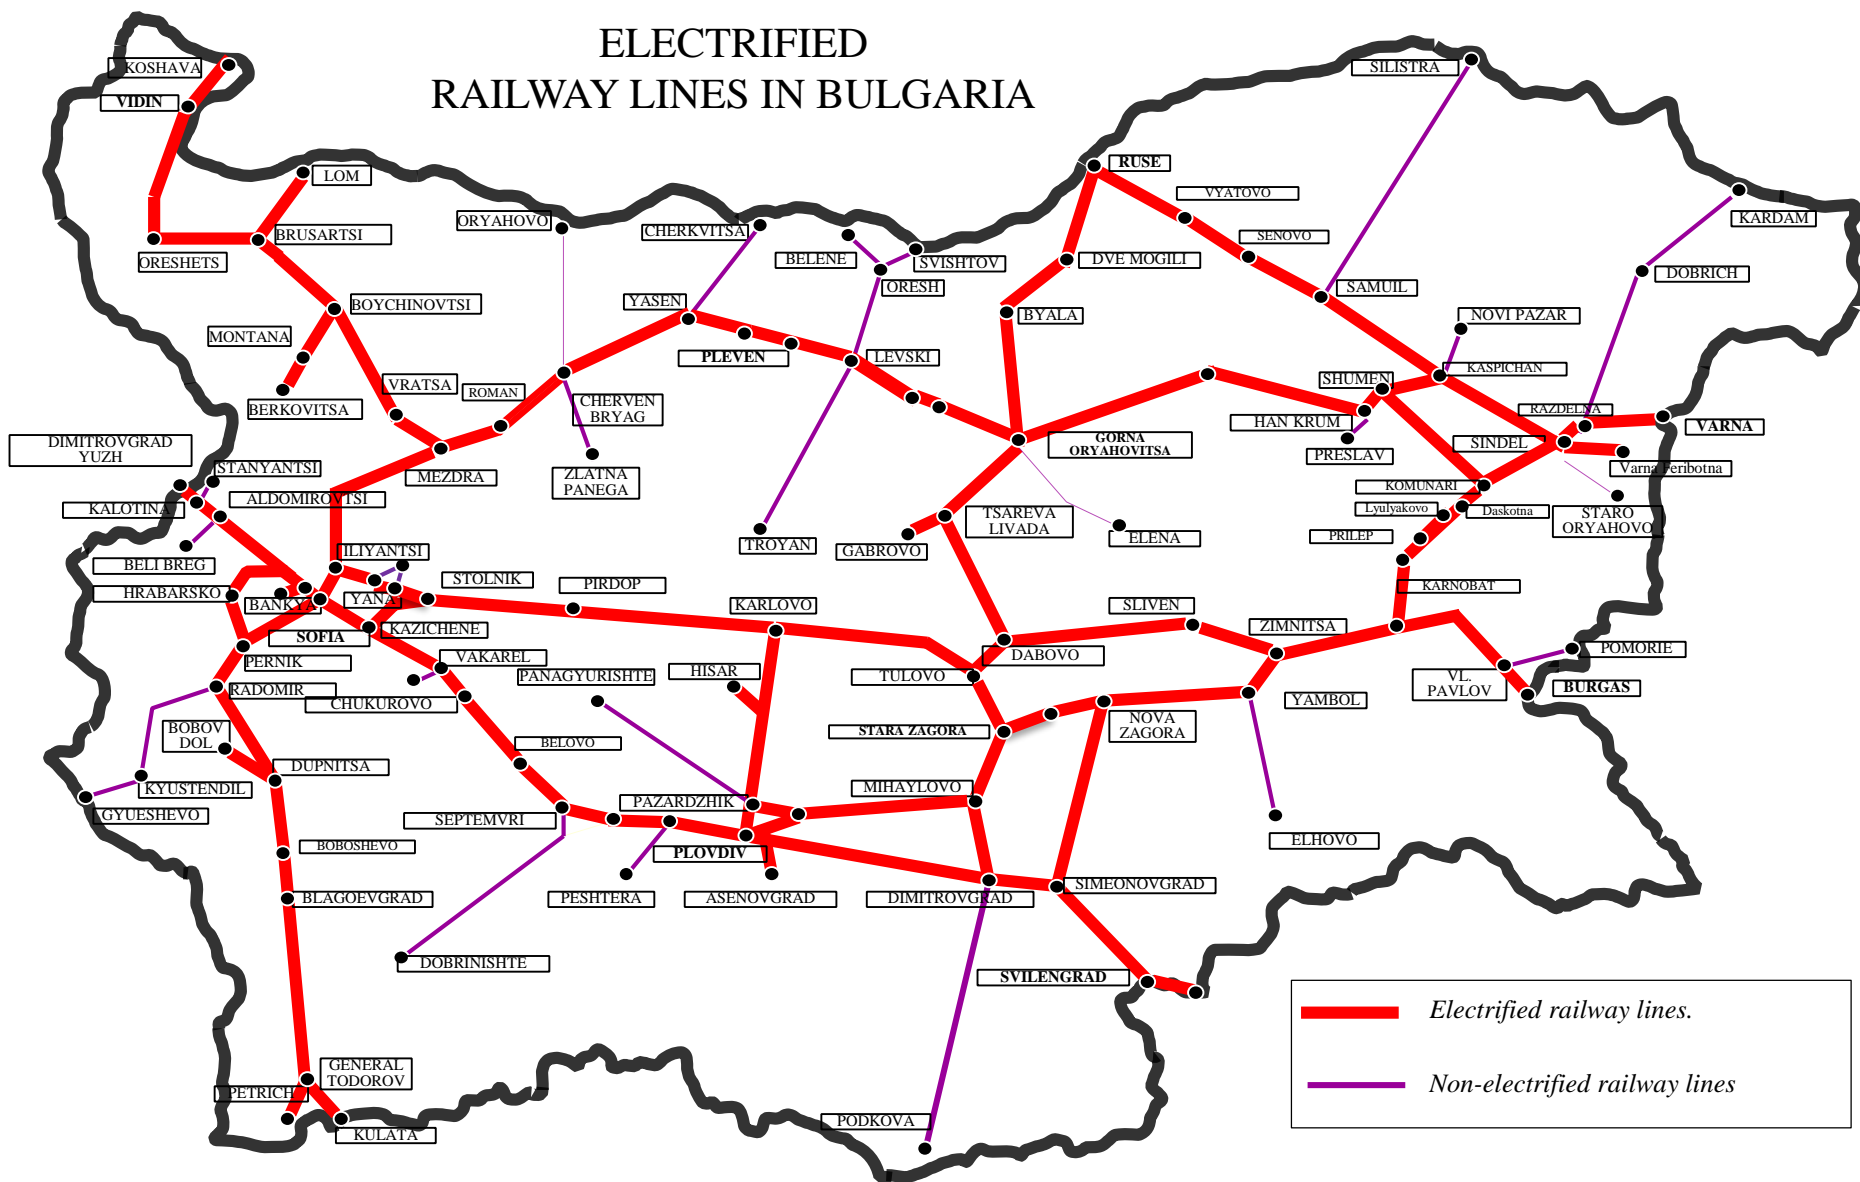 ELECTRIFIED
RAILWAY LINES IN BULGARIA
KOSHAVA
SILISTRA
VIDIN
RUSE
LOM
VYATOVO
KARDAM
ORYAHOVO
CHERKVITSA
BRUSARTSI
SENOVO
ORESHETS
BELENE
SVISHTOV
DVE MOGILI
DOBRICH
ORESH
SAMUIL
BOYCHINOVTSI
YASEN
BYALA
NOVI PAZAR
MONTANA
PLEVEN
LEVSKI
KASPICHAN
VRATSA
ROMAN
SHUMEN
BERKOVITSA
CHERVEN
BRYAG
RAZDELNA
HAN KRUM
VARNA
DIMITROVGRAD
YUZH
GORNA
ORYAHOVITSA
SINDEL
PRESLAV
STANYANTSI
MEZDRA
Varna Feribotna
ZLATNA
PANEGA
KOMUNARI
ALDOMIROVTSI
KALOTINA
Lyulyakovo
Daskotna
TSAREVA
LIVADA
STARO
ORYAHOVO
PRILEP
TROYAN
GABROVO
ELENA
ILIYANTSI
BELI BREG
STOLNIK
PIRDOP
HRABARSKO
BANKYA
YANA
KARLOVO
SLIVEN
KARNOBAT
ZIMNITSA
SOFIA
KAZICHENE
POMORIE
PERNIK
VAKAREL
DABOVO
PANAGYURISHTE
HISAR
TULOVO
RADOMIR
CHUKUROVO
VL.
PAVLOV
BURGAS
YAMBOL
BOBOV
DOL
NOVA
ZAGORA
STARA ZAGORA
BELOVO
DUPNITSA
KYUSTENDIL
MIHAYLOVO
PAZARDZHIK
GYUESHEVO
SEPTEMVRI
ELHOVO
BOBOSHEVO
PLOVDIV
SIMEONOVGRAD
BLAGOEVGRAD
PESHTERA
ASENOVGRAD
DIMITROVGRAD
DOBRINISHTE
SVILENGRAD
Electrified railway lines.
GENERAL
TODOROV
Non-electrified railway lines
PETRICH
PODKOVA
KULATA